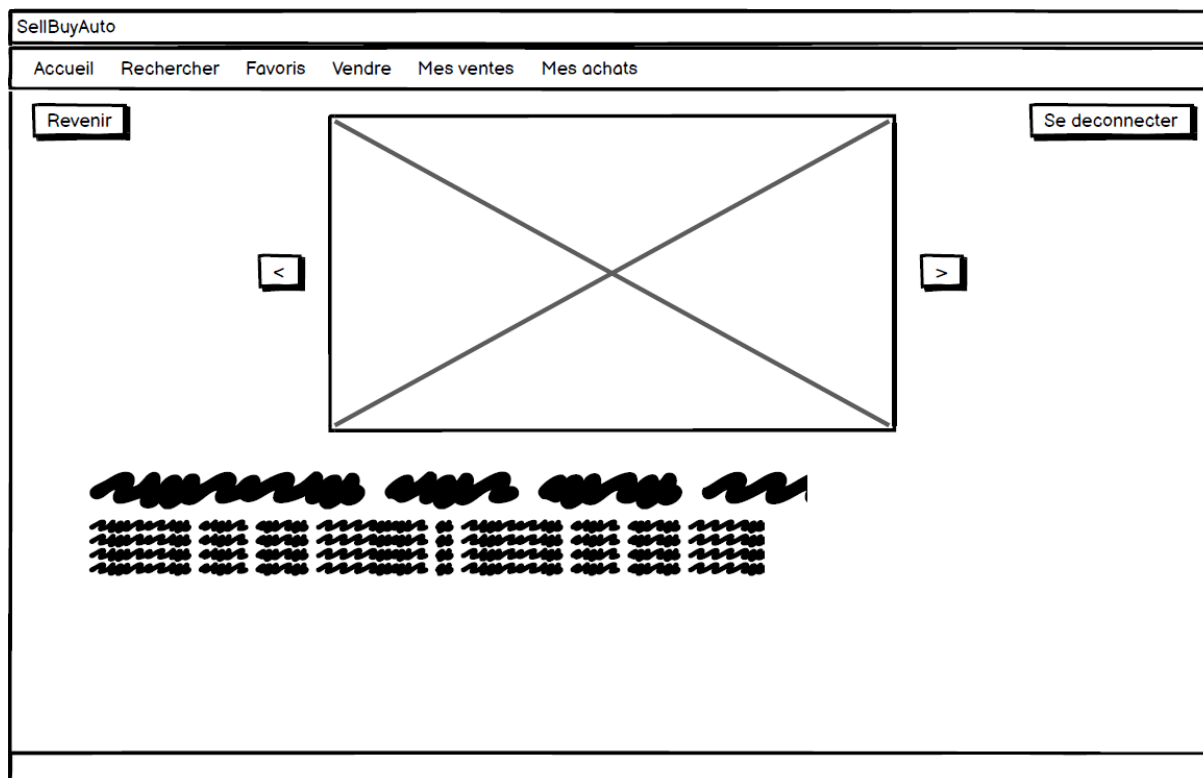 SellBuyAuto
Accueil Rechercher Favoris Vendre Mes ventes Mes achats
Revenir
Se deconnecter
<
>